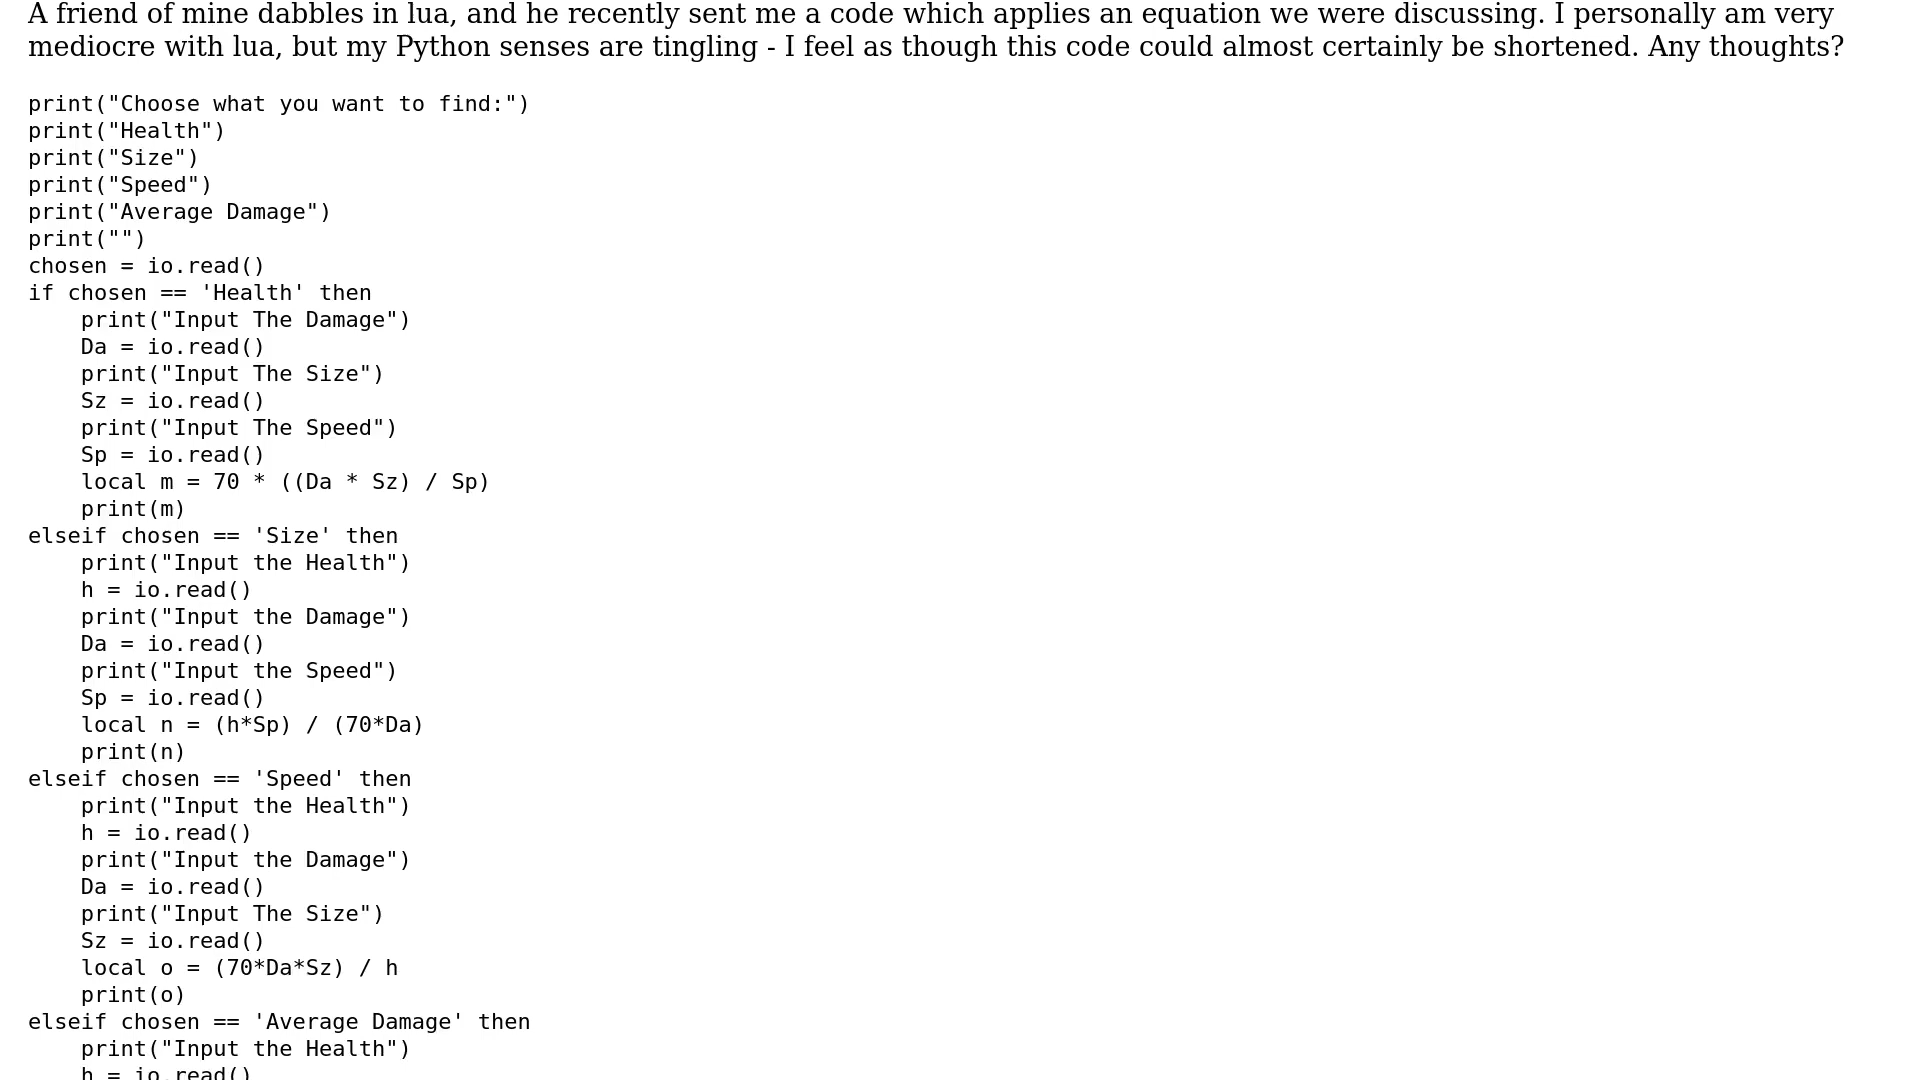 A friend of mine dabbles in lua, and he recently sent me a code which applies an equation we were discussing. I personally am very
mediocre with lua, but my Python senses are tingling - I feel as though this code could almost certainly be shortened. Any thoughts?
print("Choose what you want to find:")
print("Health")
print("Size")
print("Speed")
print("Average Damage")
print("")
chosen = io.read()
if chosen == 'Health' then
    print("Input The Damage")
    Da = io.read()
    print("Input The Size")
    Sz = io.read()
    print("Input The Speed")
    Sp = io.read()
    local m = 70 * ((Da * Sz) / Sp)
    print(m)
elseif chosen == 'Size' then
    print("Input the Health")
    h = io.read()
    print("Input the Damage")
    Da = io.read()
    print("Input the Speed")
    Sp = io.read()
    local n = (h*Sp) / (70*Da)
    print(n)
elseif chosen == 'Speed' then
    print("Input the Health")
    h = io.read()
    print("Input the Damage")
    Da = io.read()
    print("Input The Size")
    Sz = io.read()
    local o = (70*Da*Sz) / h
    print(o)
elseif chosen == 'Average Damage' then
    print("Input the Health")
    h = io.read()